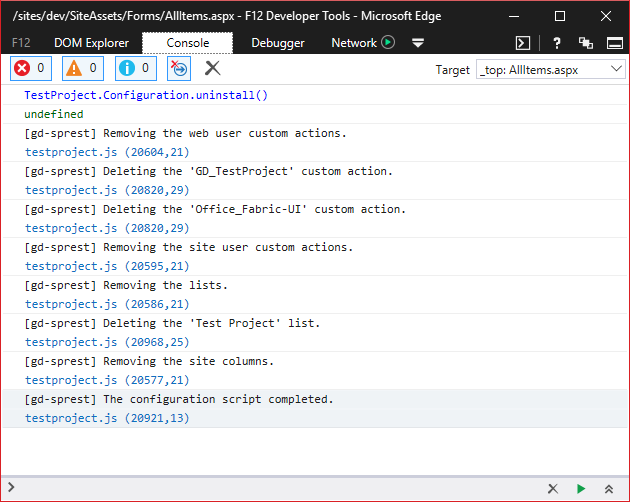 /sites/dev/SiteAssets/Forms/AllItems.aspx - F12 Developer Tools - Microsoft Edge
F12 DOM Explorer Console Debugger Network ?
0 0 0 Target _top: AllItems.aspx
TestProject.Configuration.uninstall()
undefined
[gd-sprest] Removing the web user custom actions.
testproject.js (20604,21)
[gd-sprest] Deleting the 'GD_TestProject' custom action.
testproject.js (20820,29)
[gd-sprest] Deleting the 'Office_Fabric-UI' custom action.
testproject.js (20820,29)
[gd-sprest] Removing the site user custom actions.
testproject.js (20595,21)
[gd-sprest] Removing the lists.
testproject.js (20586,21)
[gd-sprest] Deleting the 'Test Project' list.
testproject.js (20968,25)
[gd-sprest] Removing the site columns.
testproject.js (20577,21)
[gd-sprest] The configuration script completed.
testproject.js (20921,13)